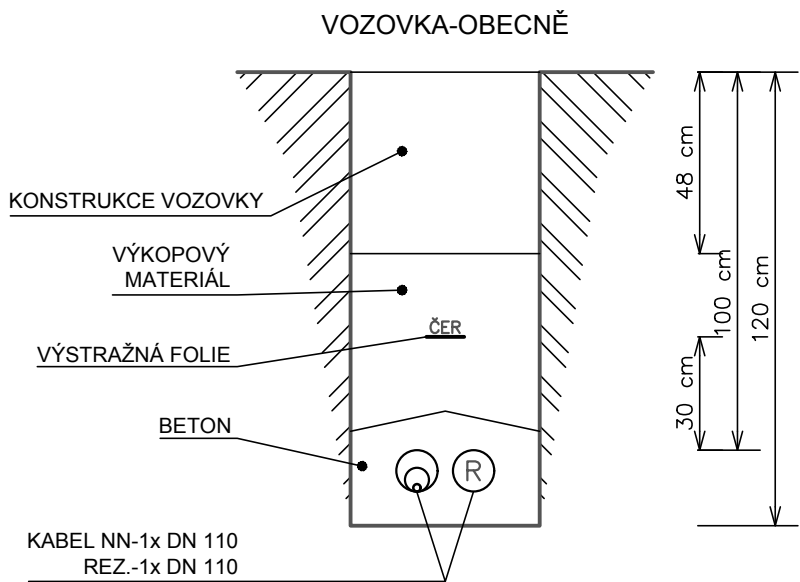 VOZOVKA-OBECNĚ
KONSTRUKCE VOZOVKY
VÝKOPOVÝ
MATERIÁL
ČER
VÝSTRAŽNÁ FOLIE
BETON
R
KABEL NN-1x DN 110
REZ.-1x DN 110
48 cm
100 cm
120 cm
30 cm